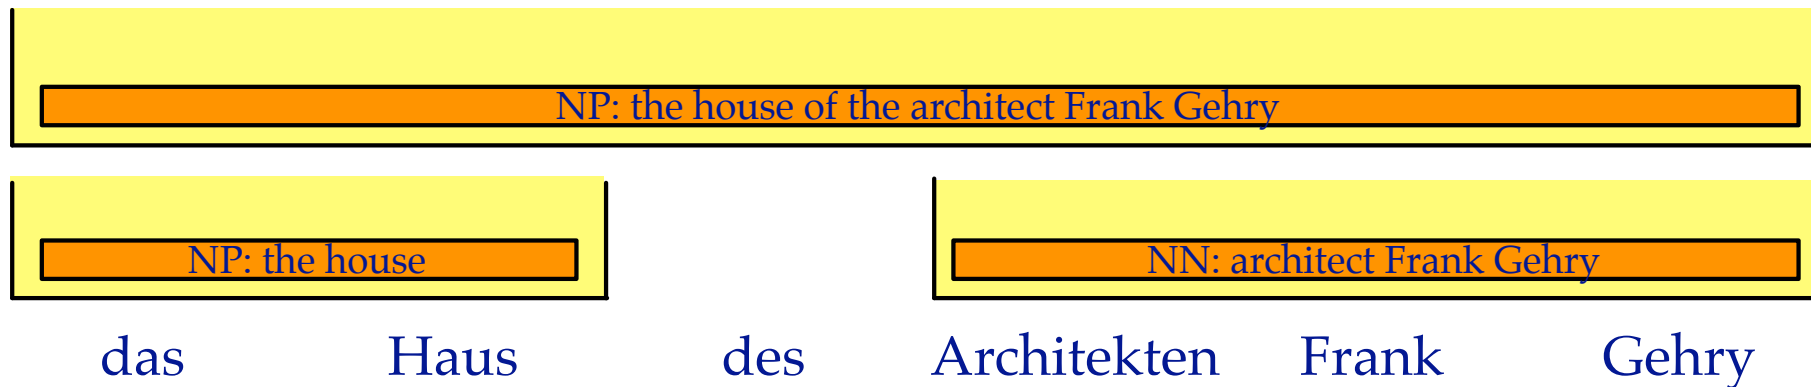 NP: the house of the architect Frank Gehry
NP: the house NN: architect Frank Gehry
das Haus des Architekten Frank Gehry